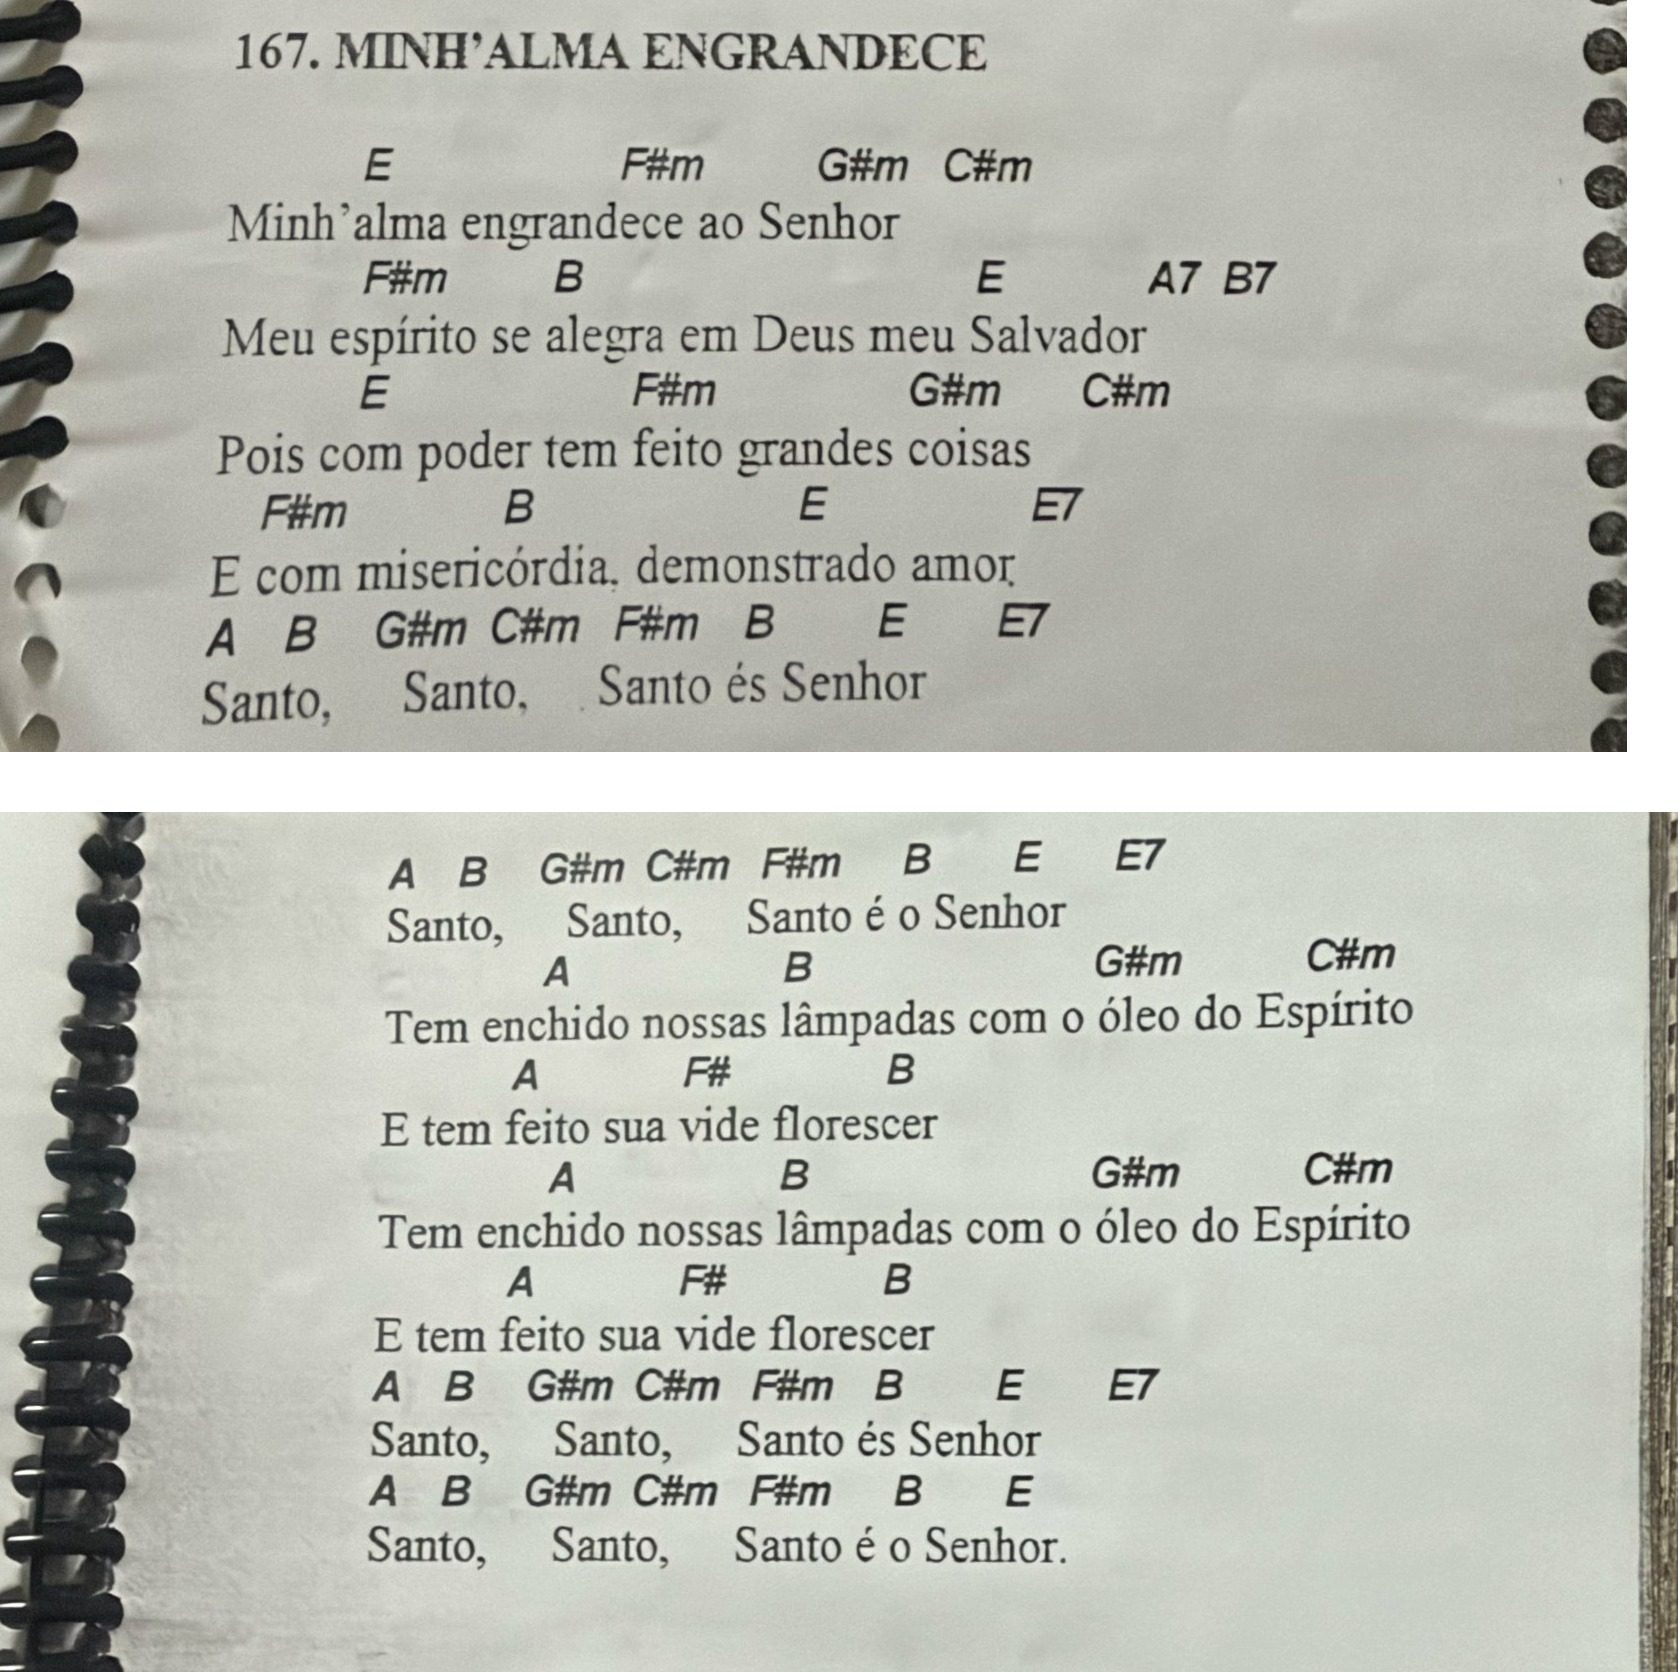 167. MINH’ALMA ENGRANDECE
E F#m G#m C#m
Minh’alma engrandece ao Senhor
F#m B E A7 B7
Meu espírito se alegra em Deus meu Salvador
E F#m G#m C#m
Pois com poder tem feito grandes coisas
F#m B E E7
E com misericórdia, demonstrado amor,
A B G#m C#m F#m B E E7
Santo, Santo, Santo és Senhor
A B G#m C#m F#m B E E7
Santo, Santo, Santo é o Senhor
A B G#m C#m
Tem enchido nossas lâmpadas com o óleo do Espírito
A F# B
E tem feito sua vide florescer
A B G#m C#m
Tem enchido nossas lâmpadas com o óleo do Espírito
A F# B
E tem feito sua vide florescer
A B G#m C#m F#m B E E7
Santo, Santo, Santo és Senhor
A B G#m C#m F#m B E
Santo, Santo, Santo é o Senhor.